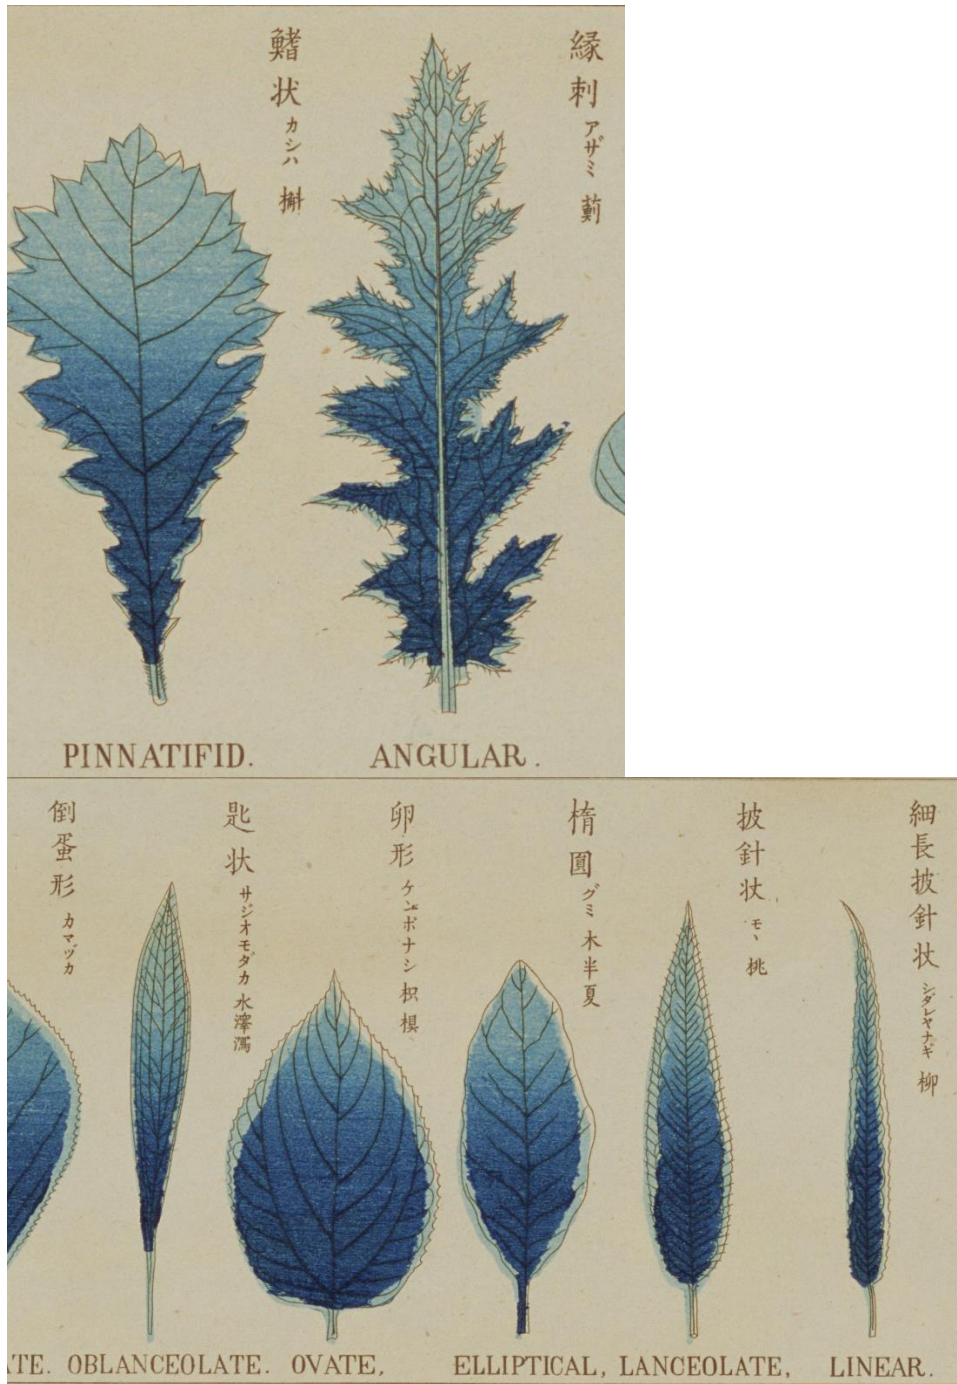 縁刺 アザミ 薊
鰭状 カシハ 槲
PINNATIFID. ANGULAR.
細長披針状 シダレヤナギ 柳
披針状 モヽ 桃
楕圓 グミ 木半夏
卵形 ケンポナシ 枳椇
匙状 サジオモダカ 水澤瀉
倒蛋形 カマヅカ
TE. OBLANCEOLATE. OVATE, ELLIPTICAL, LANCEOLATE, LINEAR.